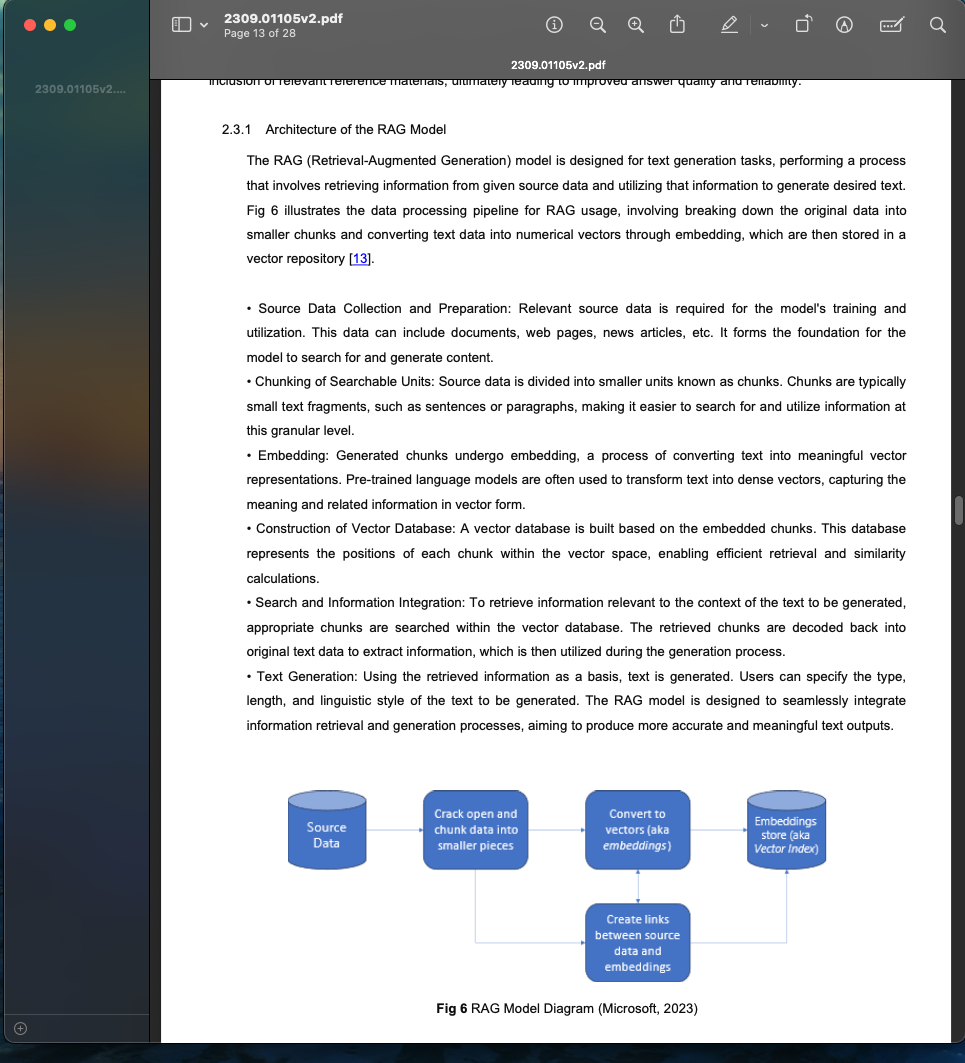 2309.01105v2.pdf
Page 13 of 28
2309.01105v2.pdf
2309.01105v2....
inclusion of relevant reference materials, ultimately leading to improved answer quality and reliability.
2.3.1 Architecture of the RAG Model
The RAG (Retrieval-Augmented Generation) model is designed for text generation tasks, performing a process
that involves retrieving information from given source data and utilizing that information to generate desired text.
Fig 6 illustrates the data processing pipeline for RAG usage, involving breaking down the original data into
smaller chunks and converting text data into numerical vectors through embedding, which are then stored in a
vector repository [13].
• Source Data Collection and Preparation: Relevant source data is required for the model's training and
utilization. This data can include documents, web pages, news articles, etc. It forms the foundation for the
model to search for and generate content.
• Chunking of Searchable Units: Source data is divided into smaller units known as chunks. Chunks are typically
small text fragments, such as sentences or paragraphs, making it easier to search for and utilize information at
this granular level.
• Embedding: Generated chunks undergo embedding, a process of converting text into meaningful vector
representations. Pre-trained language models are often used to transform text into dense vectors, capturing the
meaning and related information in vector form.
• Construction of Vector Database: A vector database is built based on the embedded chunks. This database
represents the positions of each chunk within the vector space, enabling efficient retrieval and similarity
calculations.
• Search and Information Integration: To retrieve information relevant to the context of the text to be generated,
appropriate chunks are searched within the vector database. The retrieved chunks are decoded back into
original text data to extract information, which is then utilized during the generation process.
• Text Generation: Using the retrieved information as a basis, text is generated. Users can specify the type,
length, and linguistic style of the text to be generated. The RAG model is designed to seamlessly integrate
information retrieval and generation processes, aiming to produce more accurate and meaningful text outputs.
Source
Data
Crack open and
chunk data into
smaller pieces
Convert to
vectors (aka
embeddings)
Embeddings
store (aka
Vector Index)
Create links
between source
data and
embeddings
Fig 6 RAG Model Diagram (Microsoft, 2023)